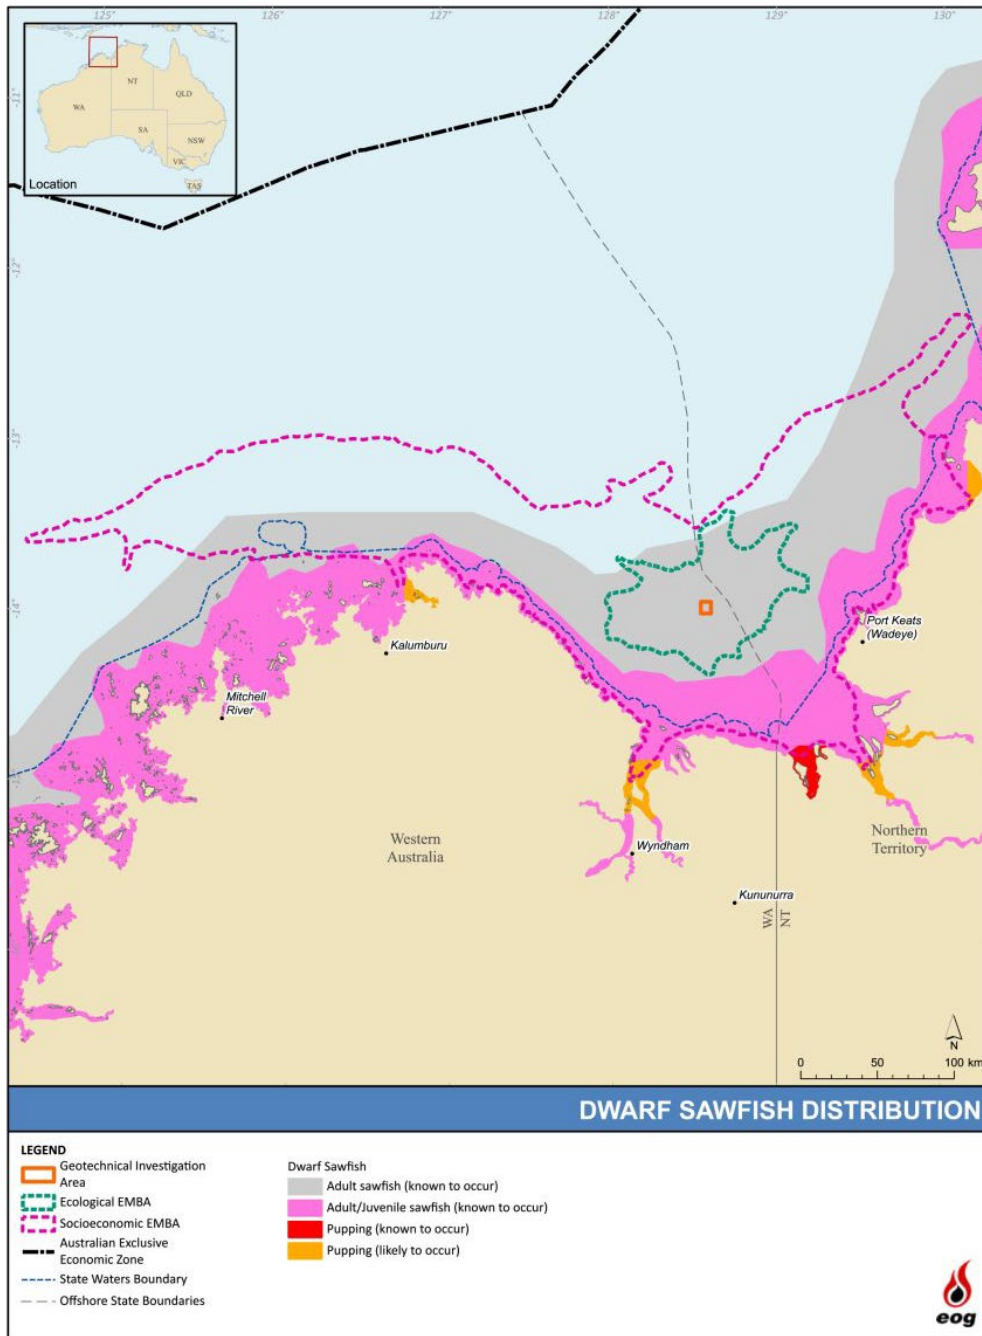 125°
126°
127°
128°
129°
130°
WA
NT
QLD
SA
NSW
VIC
TAS
Location
-11°
-12°
-13°
-14°
Kalumburu
Port Keats
(Wadeye)
Mitchell
River
Western
Australia
Northern
Territory
Wyndham
Kununurra
WA
NT
N
0 50 100 km
DWARF SAWFISH DISTRIBUTION
LEGEND
Geotechnical Investigation
Area
Ecological EMBA
Socioeconomic EMBA
Australian Exclusive
Economic Zone
State Waters Boundary
Offshore State Boundaries
Dwarf Sawfish
Adult sawfish (known to occur)
Adult/Juvenile sawfish (known to occur)
Pupping (known to occur)
Pupping (likely to occur)
eog